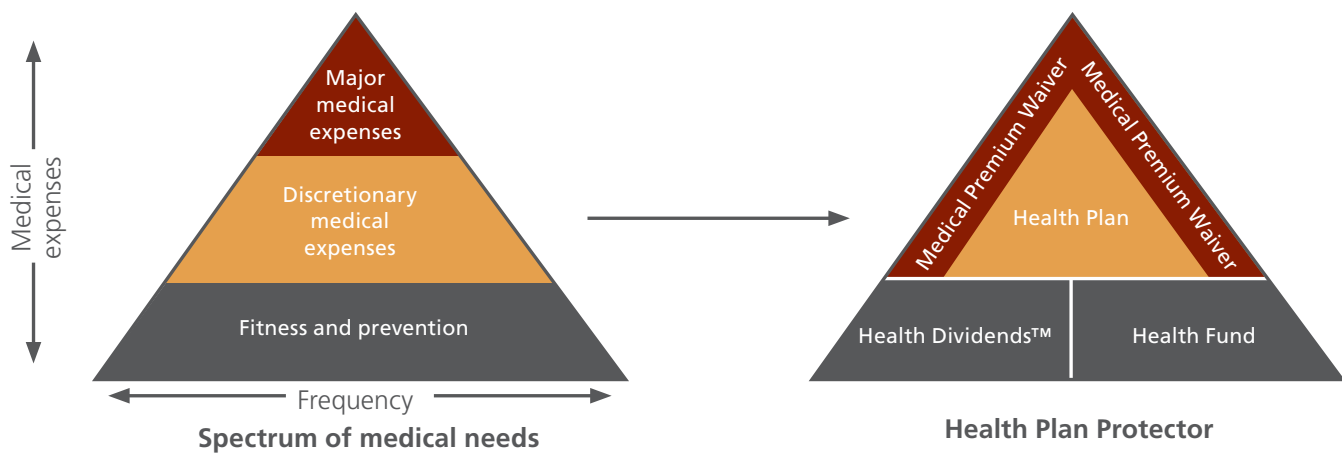 Medical
expenses
Major
medical
expenses
Discretionary
medical
expenses
Fitness and prevention
Frequency
Spectrum of medical needs
Medical Premium Waiver
Medical Premium Waiver
Health Plan
Health Dividends™
Health Fund
Health Plan Protector